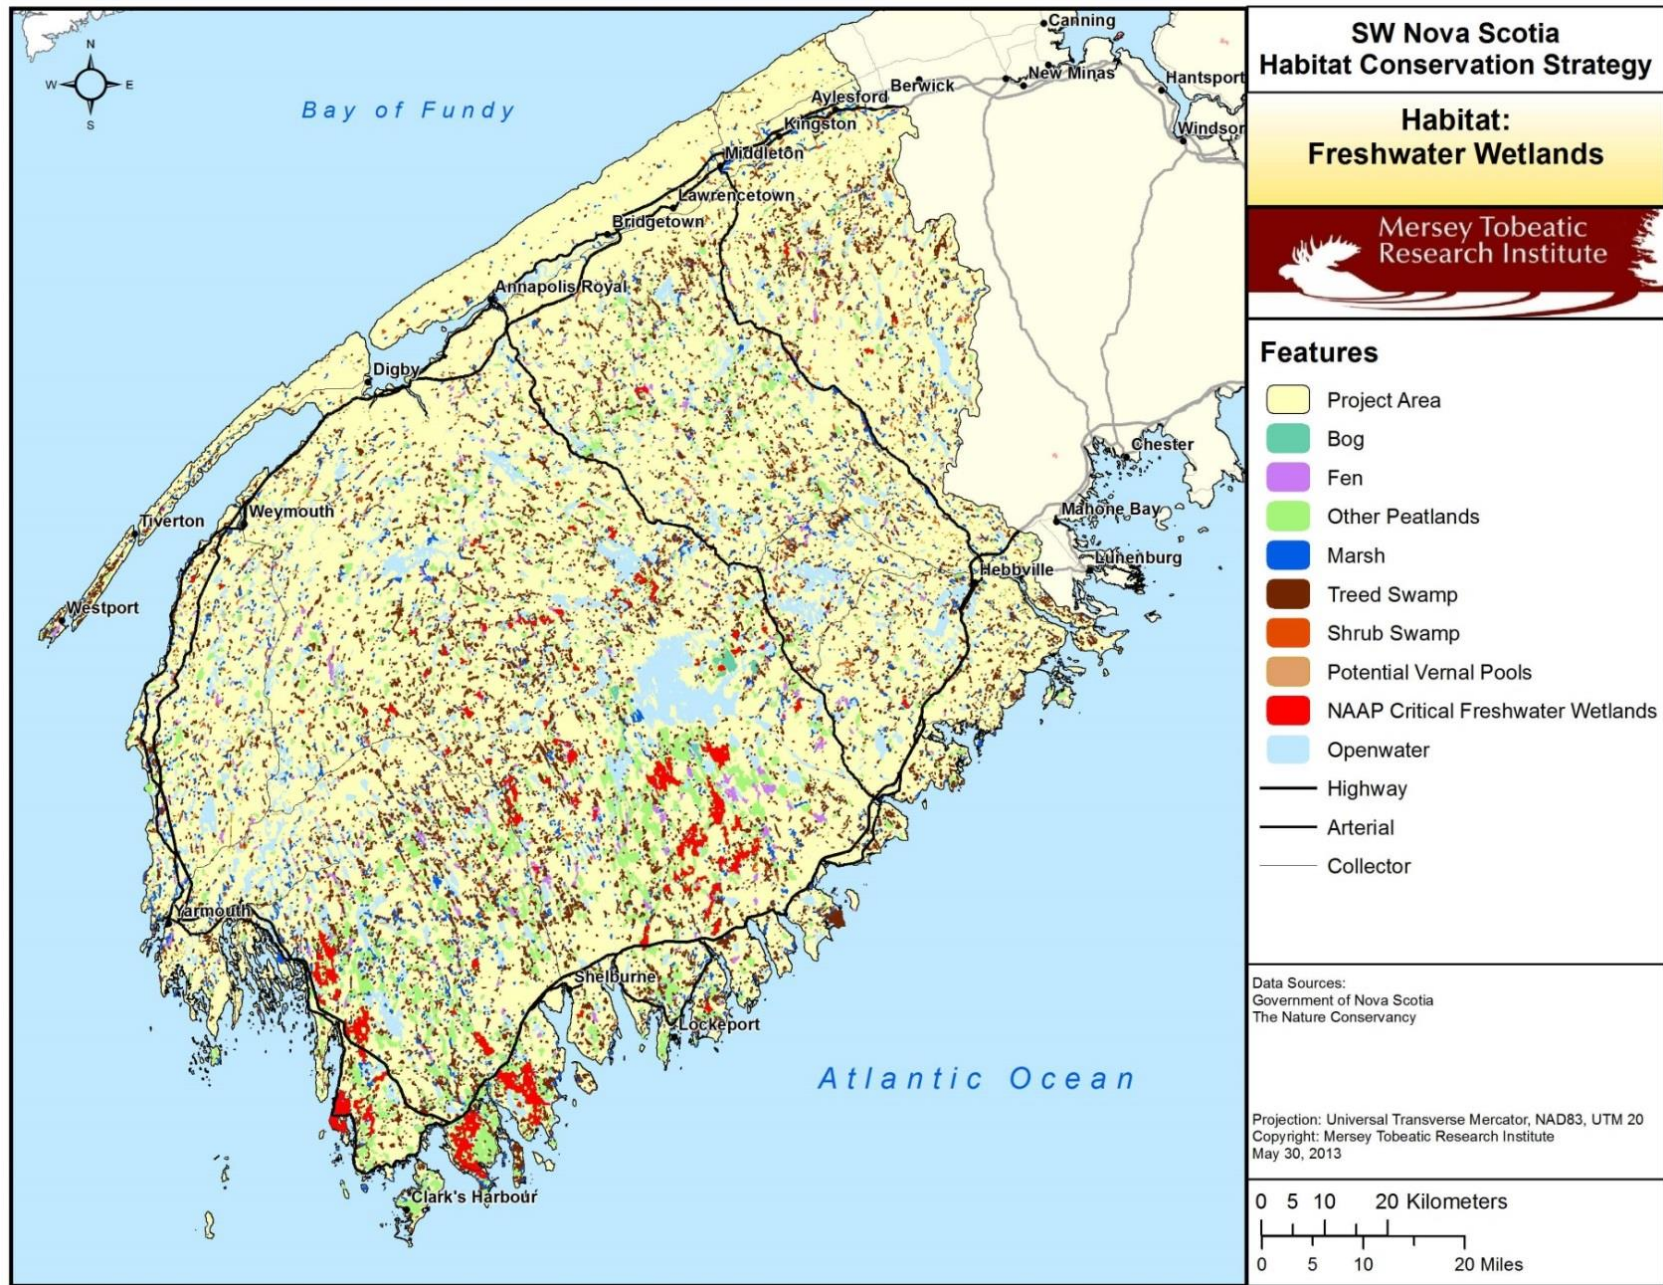 SW Nova Scotia
Habitat Conservation Strategy
Habitat:
Freshwater Wetlands
Mersey Tobeatic
Research Institute
Features
Project Area
Bog
Fen
Other Peatlands
Marsh
Treed Swamp
Shrub Swamp
Potential Vernal Pools
NAAP Critical Freshwater Wetlands
Openwater
Highway
Arterial
Collector
Data Sources:
Government of Nova Scotia
The Nature Conservancy
Projection: Universal Transverse Mercator, NAD83, UTM 20
Copyright: Mersey Tobeatic Research Institute
May 30, 2013
0 5 10 20 Kilometers
0 5 10 20 Miles
N
W E
S
Bay of Fundy
Canning
New Minas
Hantsport
Berwick
Aylesford
Kingston
Windsor
Middleton
Lawrencetown
Bridgetown
Annapolis Royal
Digby
Chester
Mahone Bay
Weymouth
Tiverton
Lunenburg
Hebbville
Westport
Yarmouth
Shelburne
Lockeport
Atlantic Ocean
Clark's Harbour